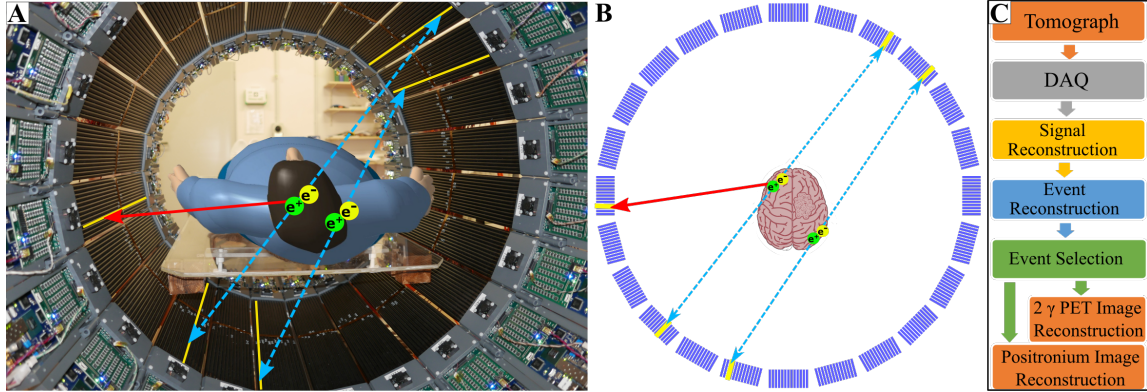 A
e⁻
e⁺
e⁻
e⁺
B
e⁻
e⁺
e⁻
e⁺
C
Tomograph
DAQ
Signal
Reconstruction
Event
Reconstruction
Event Selection
2 γ PET Image
Reconstruction
Positronium Image
Reconstruction